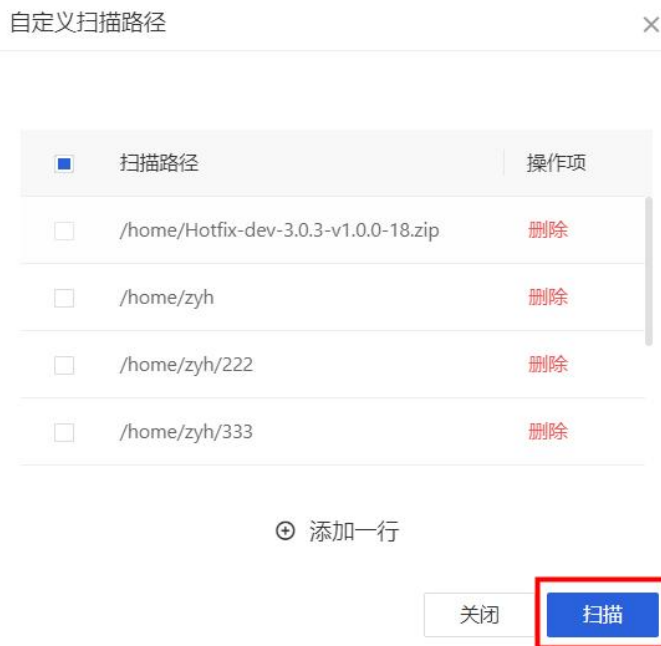 自定义扫描路径
扫描路径 操作项
/home/Hotfix-dev-3.0.3-v1.0.0-18.zip 删除
/home/zyh 删除
/home/zyh/222 删除
/home/zyh/333 删除
添加一行
关闭 扫描